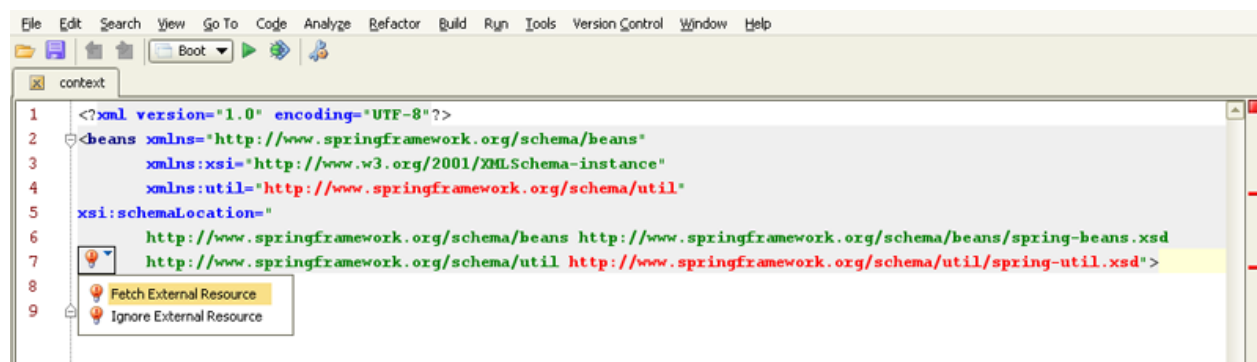 File Edit Search View Go To Code Analyze Refactor Build Run Tools Version Control Window Help
Boot
context
1 <?xml version="1.0" encoding="UTF-8"?>
2 <beans xmlns="http://www.springframework.org/schema/beans"
3 xmlns:xsi="http://www.w3.org/2001/XMLSchema-instance"
4 xmlns:util="http://www.springframework.org/schema/util"
5 xsi:schemaLocation="
6 http://www.springframework.org/schema/beans http://www.springframework.org/schema/beans/spring-beans.xsd
7 http://www.springframework.org/schema/util http://www.springframework.org/schema/util/spring-util.xsd">
8 Fetch External Resource
9 Ignore External Resource